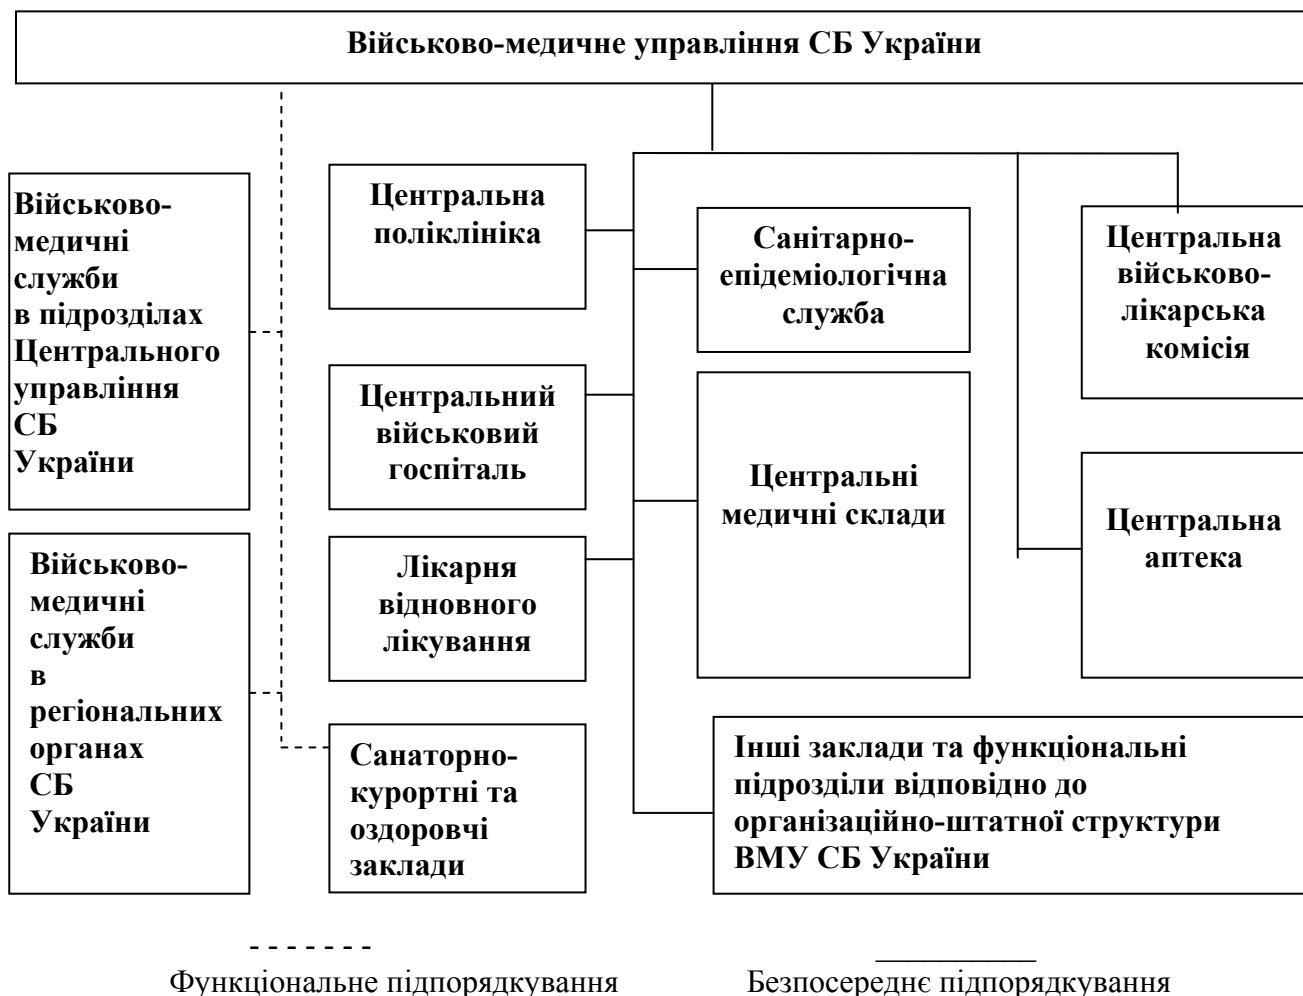 Військово-медичне управління СБ України
Військово-
медичні
служби
в підрозділах
Центрального
управління
СБ
України
Центральна
поліклініка
Санітарно-
епідеміологічна
служба
Центральна
військово-
лікарська
комісія
Центральний
військовий
госпіталь
Центральні
медичні склади
Центральна
аптека
Військово-
медичні
служби
в
регіональних
органах
СБ
України
Лікарня
відновного
лікування
Санаторно-
курортні та
оздоровчі
заклади
Інші заклади та функціональні
підрозділи відповідно до
організаційно-штатної структури
ВМУ СБ України
Функціональне підпорядкування
Безпосереднє підпорядкування